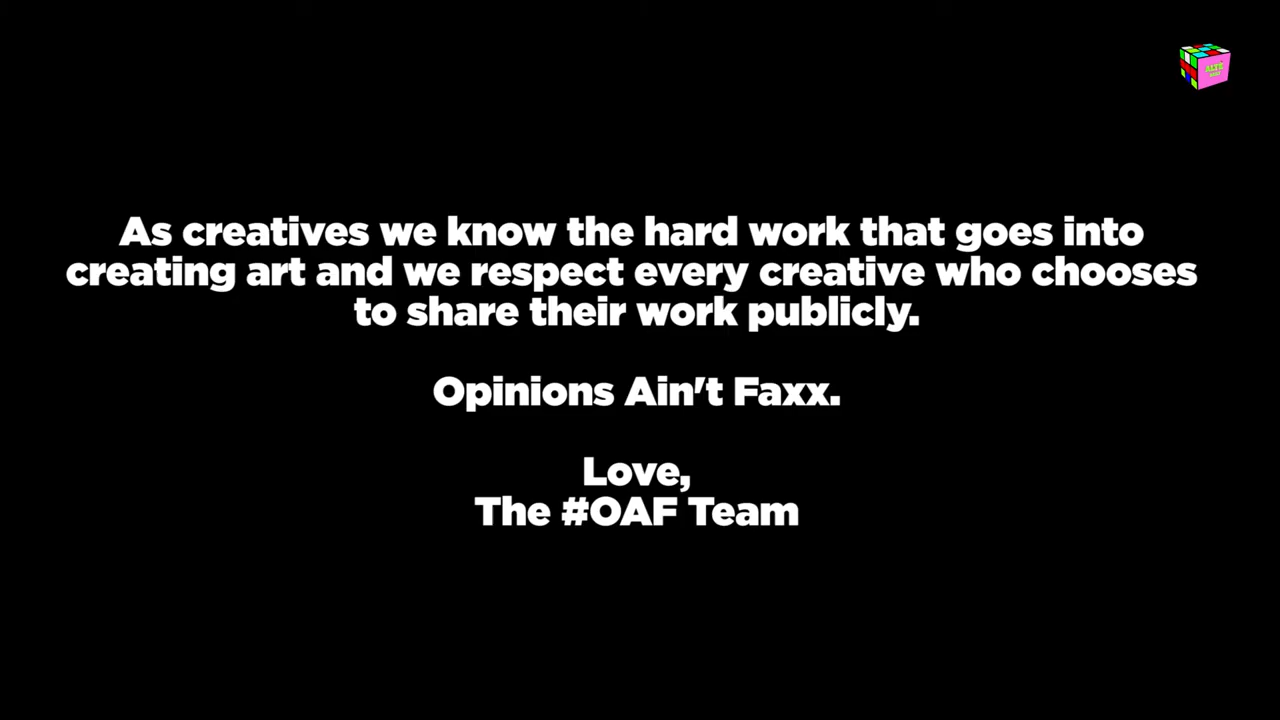 As creatives we know the hard work that goes into
creating art and we respect every creative who chooses
to share their work publicly.
Opinions Ain't Faxx.
Love,
The #OAF Team
ALTÉ